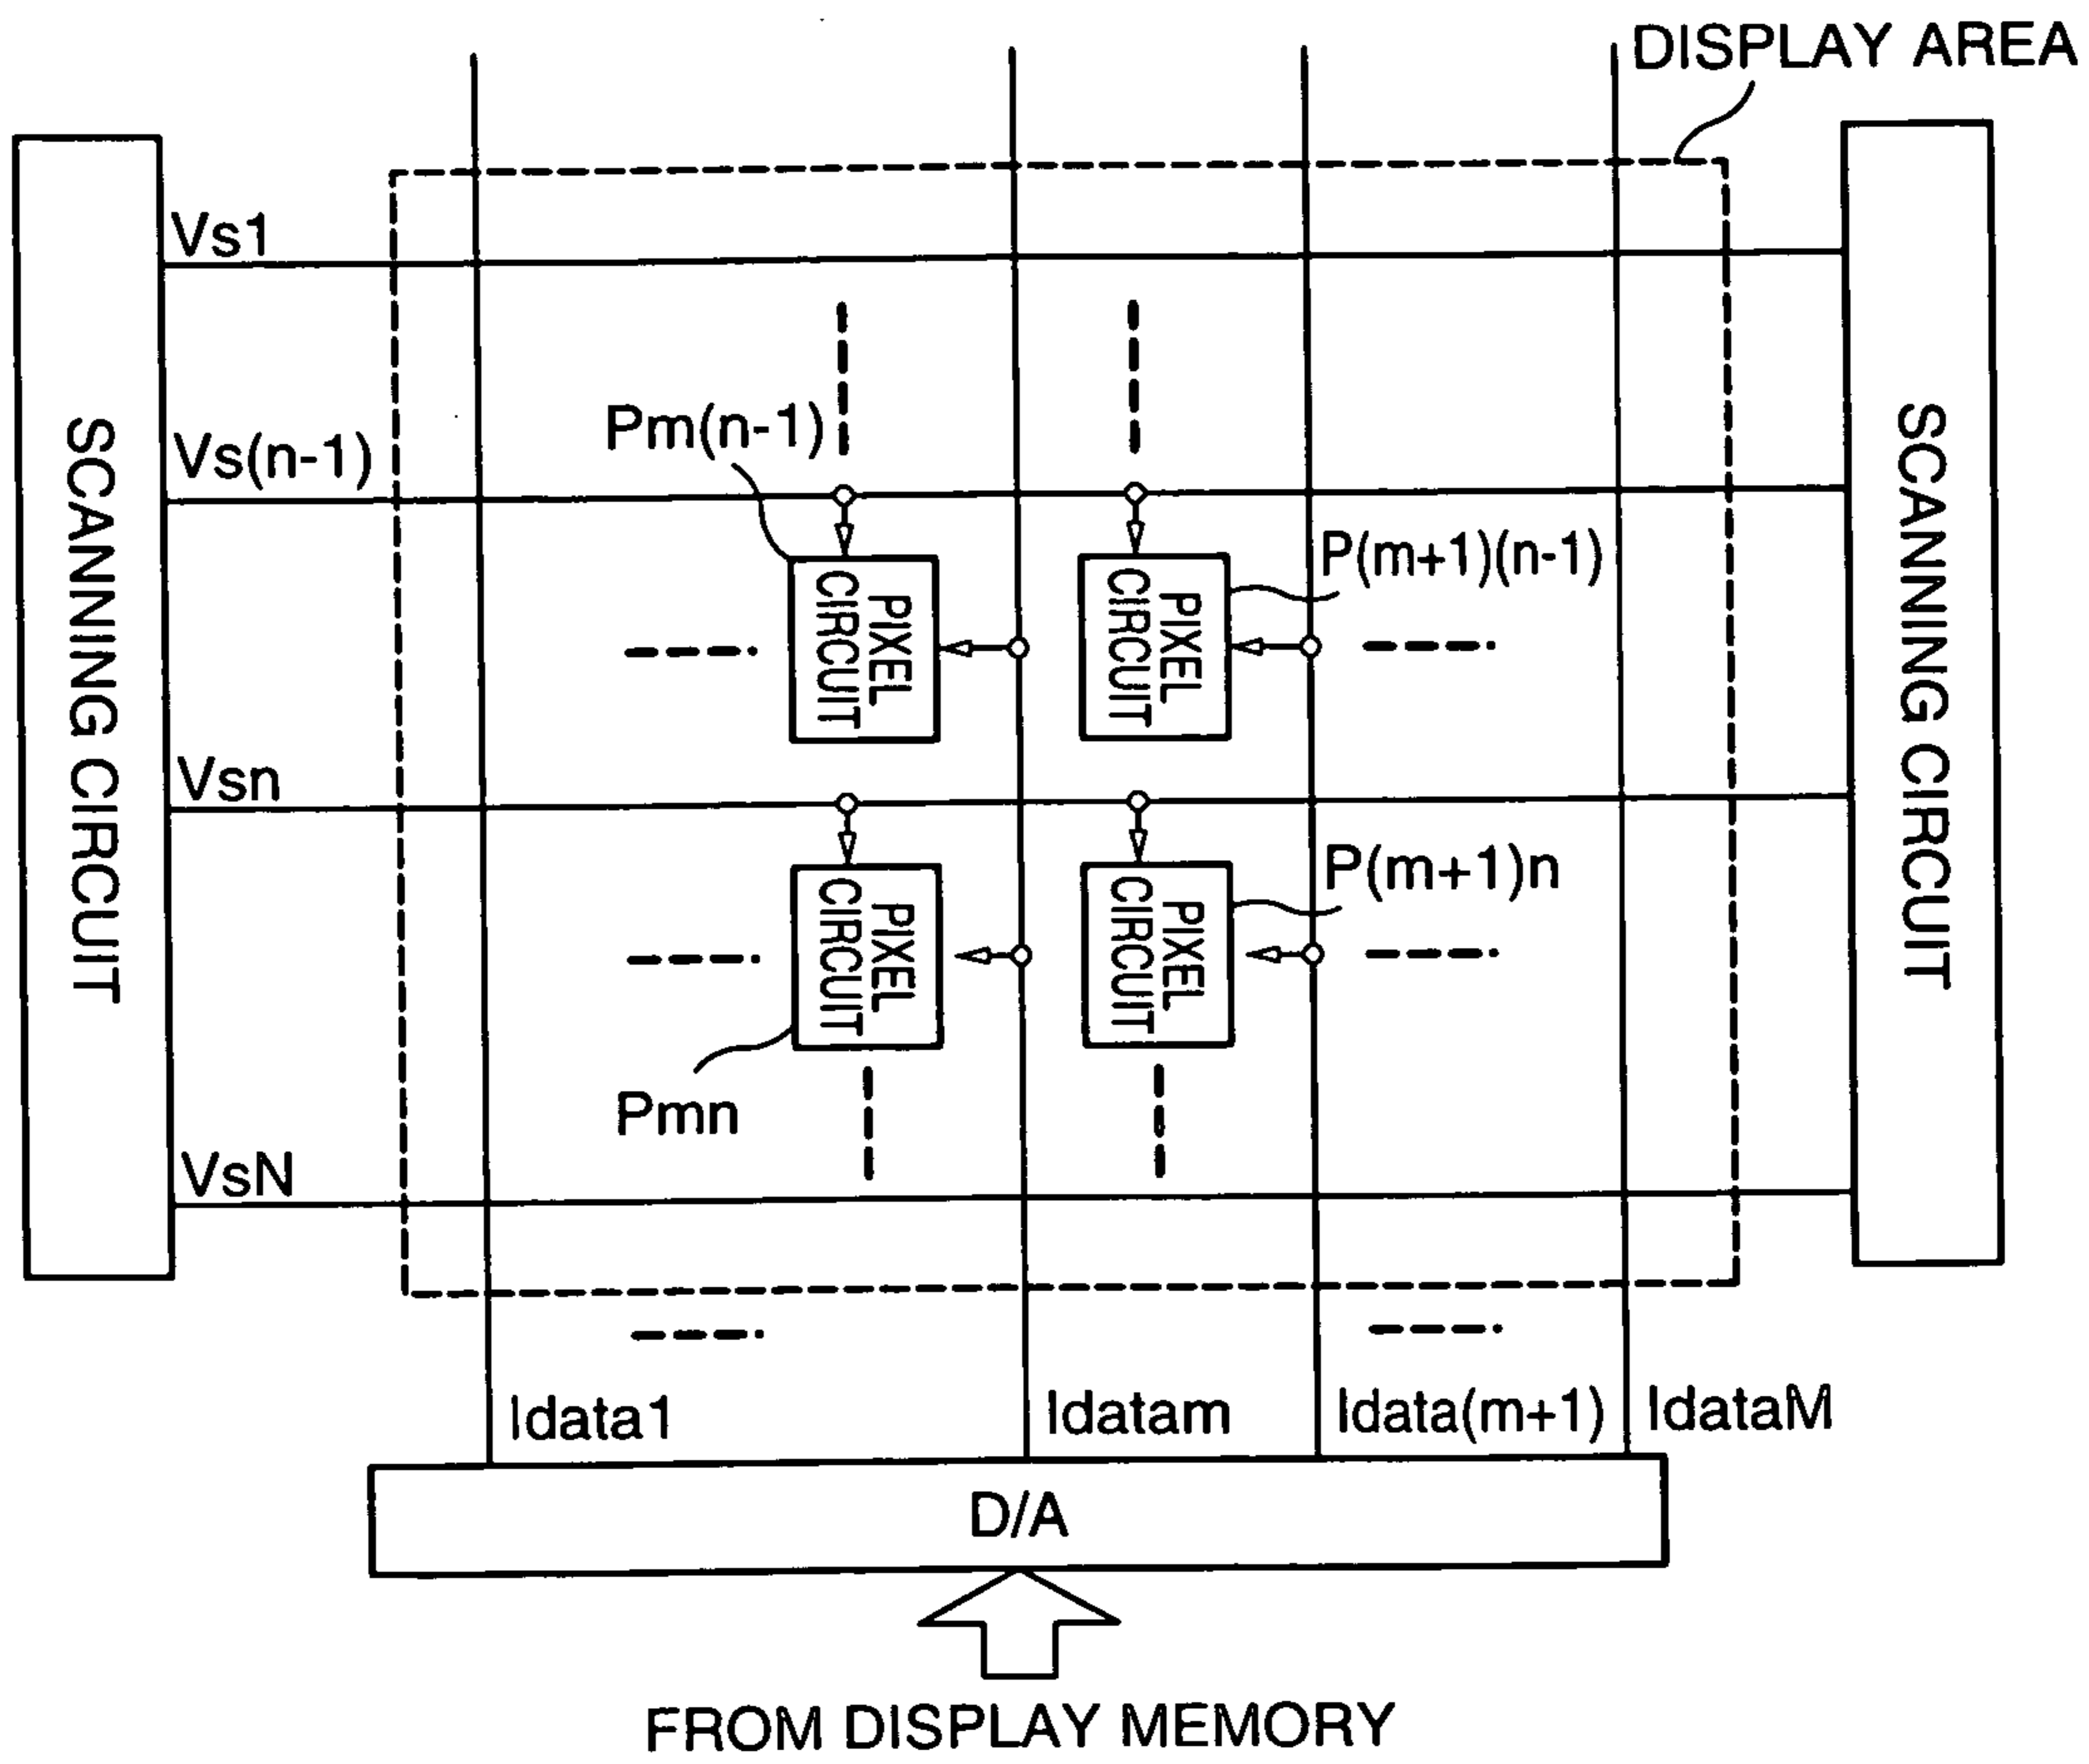 DISPLAY AREA
SCANNING CIRCUIT
SCANNING CIRCUIT
Vs1
Pm(n-1)
Vs(n-1)
P(m+1)(n-1)
PIXEL
CIRCUIT
PIXEL
CIRCUIT
Vsn
P(m+1)n
PIXEL
CIRCUIT
PIXEL
CIRCUIT
Pmn
VsN
Idata1
Idatam
Idata(m+1)
IdataM
D/A
FROM DISPLAY MEMORY